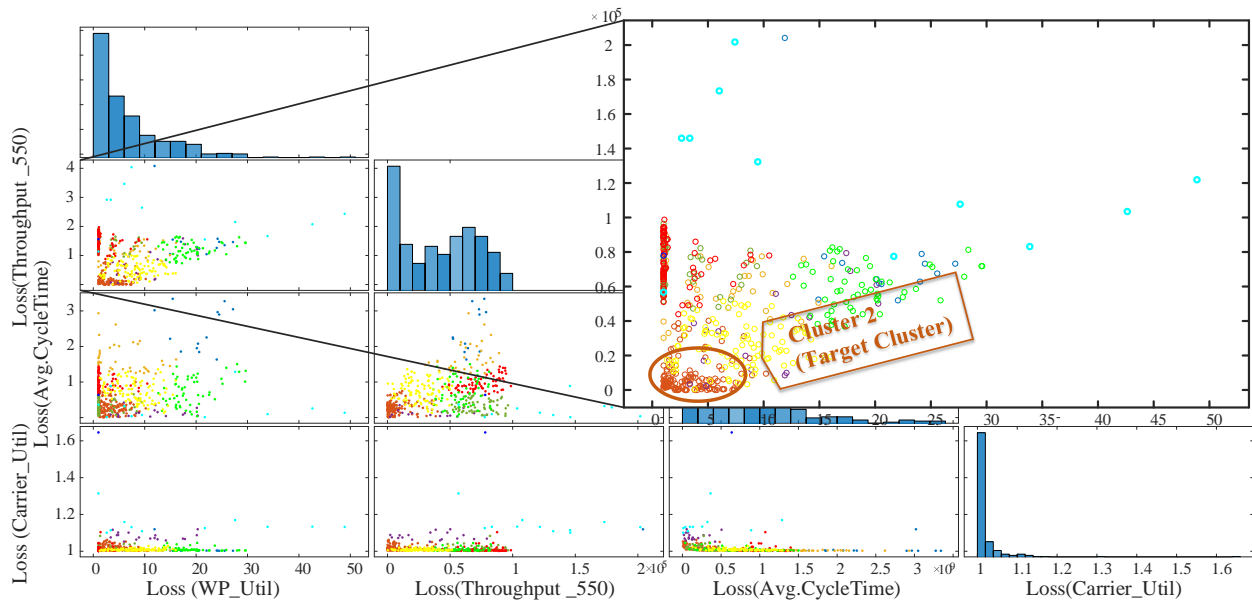 × 10⁵
2
1.8
1.6
1.4
1.2
1
0.8
0.6
0.4
0.2
0
Cluster 2
(Target Cluster)
0 5 10 15 20 25 30 35 40 45 50
Loss(Throughput _550)
4
3
2
1
0
Loss(Avg.CycleTime)
3
2
1
0
Loss (Carrier_Util)
1.6
1.4
1.2
1
0 10 20 30 40 50
Loss (WP_Util)
0 0.5 1 1.5 2
×10⁵
Loss(Throughput _550)
0 0.5 1 1.5 2 2.5 3
×10⁹
Loss(Avg.CycleTime)
1 1.1 1.2 1.3 1.4 1.5 1.6
Loss(Carrier_Util)